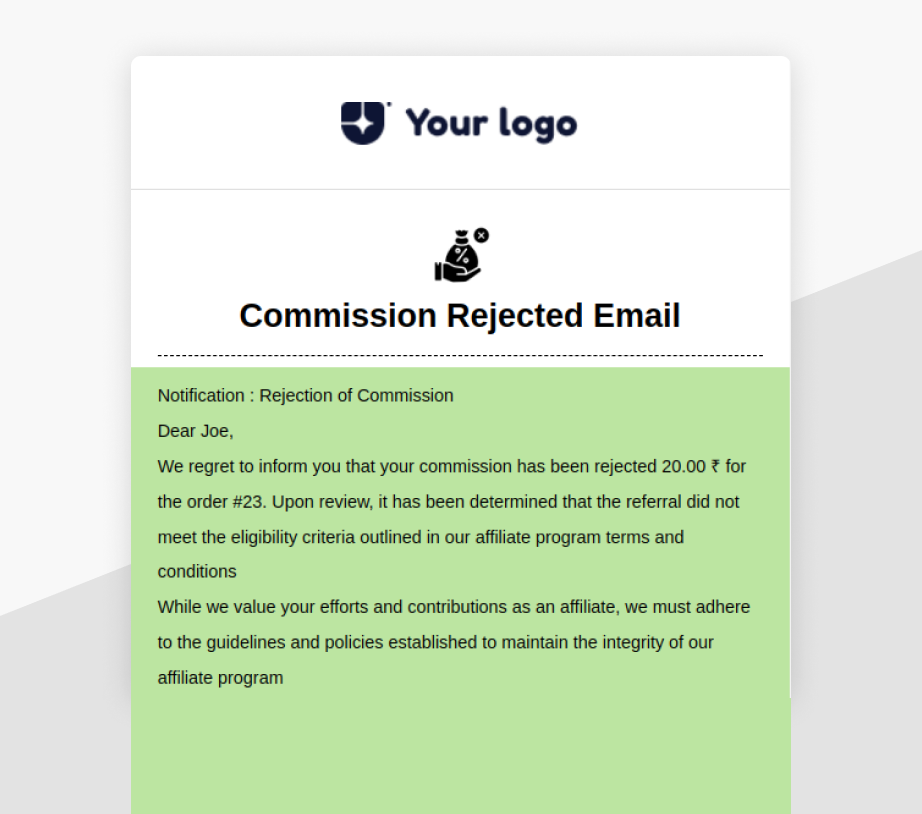 Your logo
Commission Rejected Email
Notification : Rejection of Commission
Dear Joe,
We regret to inform you that your commission has been rejected 20.00 ₹ for
the order #23. Upon review, it has been determined that the referral did not
meet the eligibility criteria outlined in our affiliate program terms and
conditions
While we value your efforts and contributions as an affiliate, we must adhere
to the guidelines and policies established to maintain the integrity of our
affiliate program